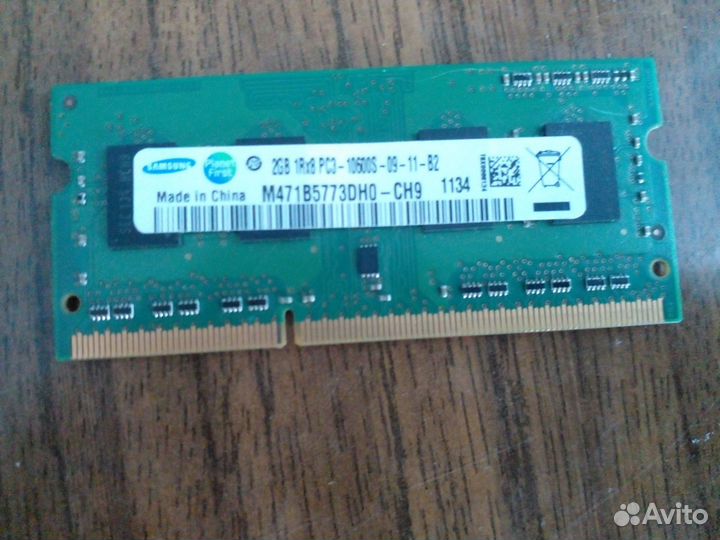 SAMSUNG
Planet
First
2GB 1Rx8 PC3-10600S-09-11-B2
Made in China
M471B5773DH0-CH9
1134
Avito